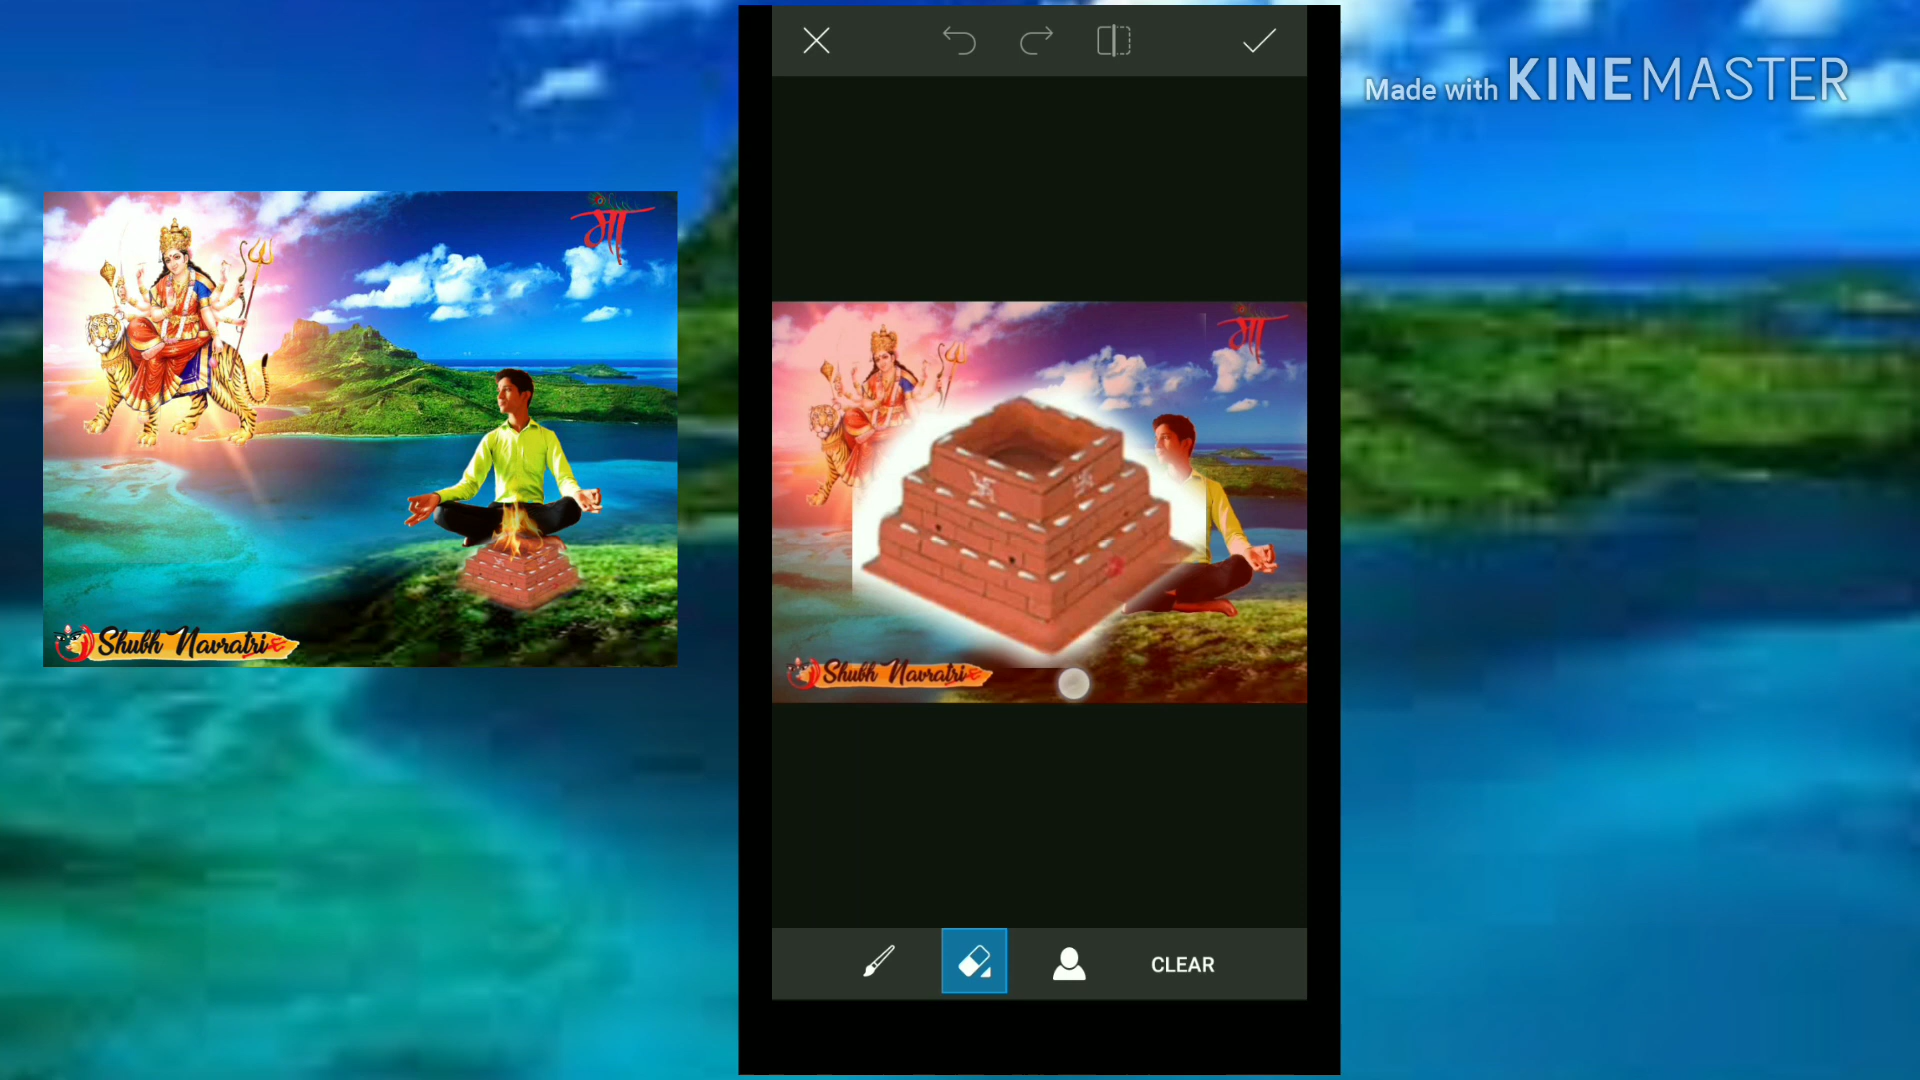 Made with KINEMASTER
माँ
Shubh Navratri
माँ
Shubh Navratri
CLEAR